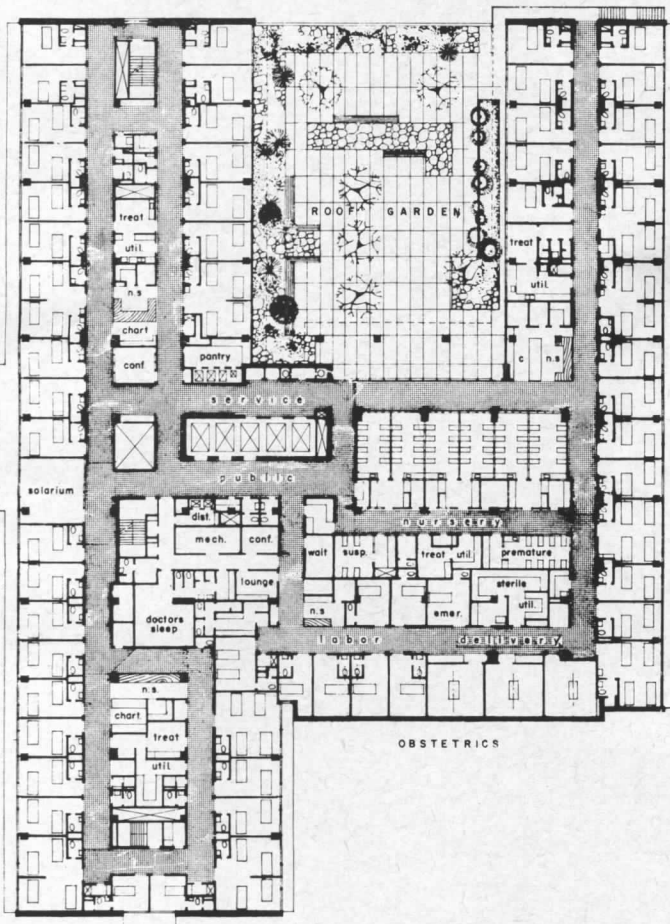 treat
util.
n.s
chart
conf
pantry
ROOF GARDEN
treat
util.
c n.s
service
public
solarium
dist.
mech. conf.
lounge
doctors
sleep
nursery
wait susp. treat util. premature
sterile
n.s emer. util.
labor delivery
n.s.
chart.
treat
util.
OBSTETRICS